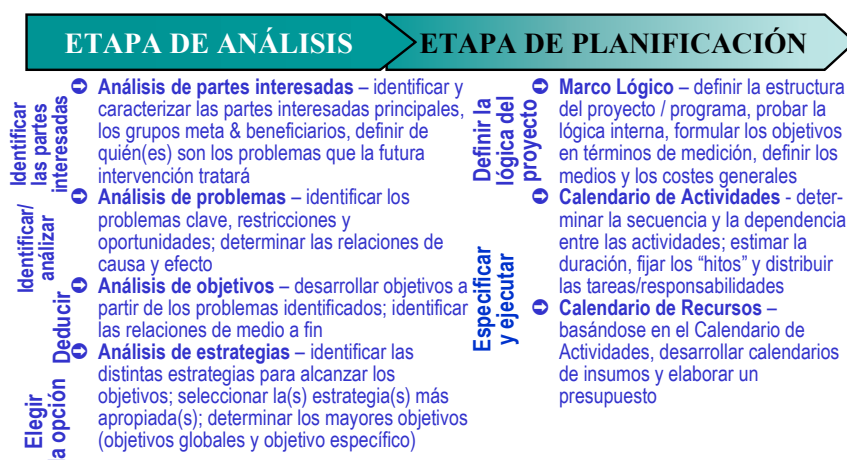 ETAPA DE ANÁLISIS
ETAPA DE PLANIFICACIÓN
Identificar
las partes
interesadas
Análisis de partes interesadas – identificar y
caracterizar las partes interesadas principales,
los grupos meta & beneficiarios, definir de
quién(es) son los problemas que la futura
intervención tratará
Identificar/
análizar
Análisis de problemas – identificar los
problemas clave, restricciones y
oportunidades; determinar las relaciones de
causa y efecto
Deducir
Análisis de objetivos – desarrollar objetivos a
partir de los problemas identificados; identificar
las relaciones de medio a fin
Elegir
la opción
Análisis de estrategias – identificar las
distintas estrategias para alcanzar los
objetivos; seleccionar la(s) estrategia(s) más
apropiada(s); determinar los mayores objetivos
(objetivos globales y objetivo específico)
Definir la
lógica del
proyecto
Marco Lógico – definir la estructura
del proyecto / programa, probar la
lógica interna, formular los objetivos
en términos de medición, definir los
medios y los costes generales
Especificar
y ejecutar
Calendario de Actividades - deter-
minar la secuencia y la dependencia
entre las actividades; estimar la
duración, fijar los “hitos” y distribuir
las tareas/responsabilidades
Calendario de Recursos –
basándose en el Calendario de
Actividades, desarrollar calendarios
de insumos y elaborar un
presupuesto